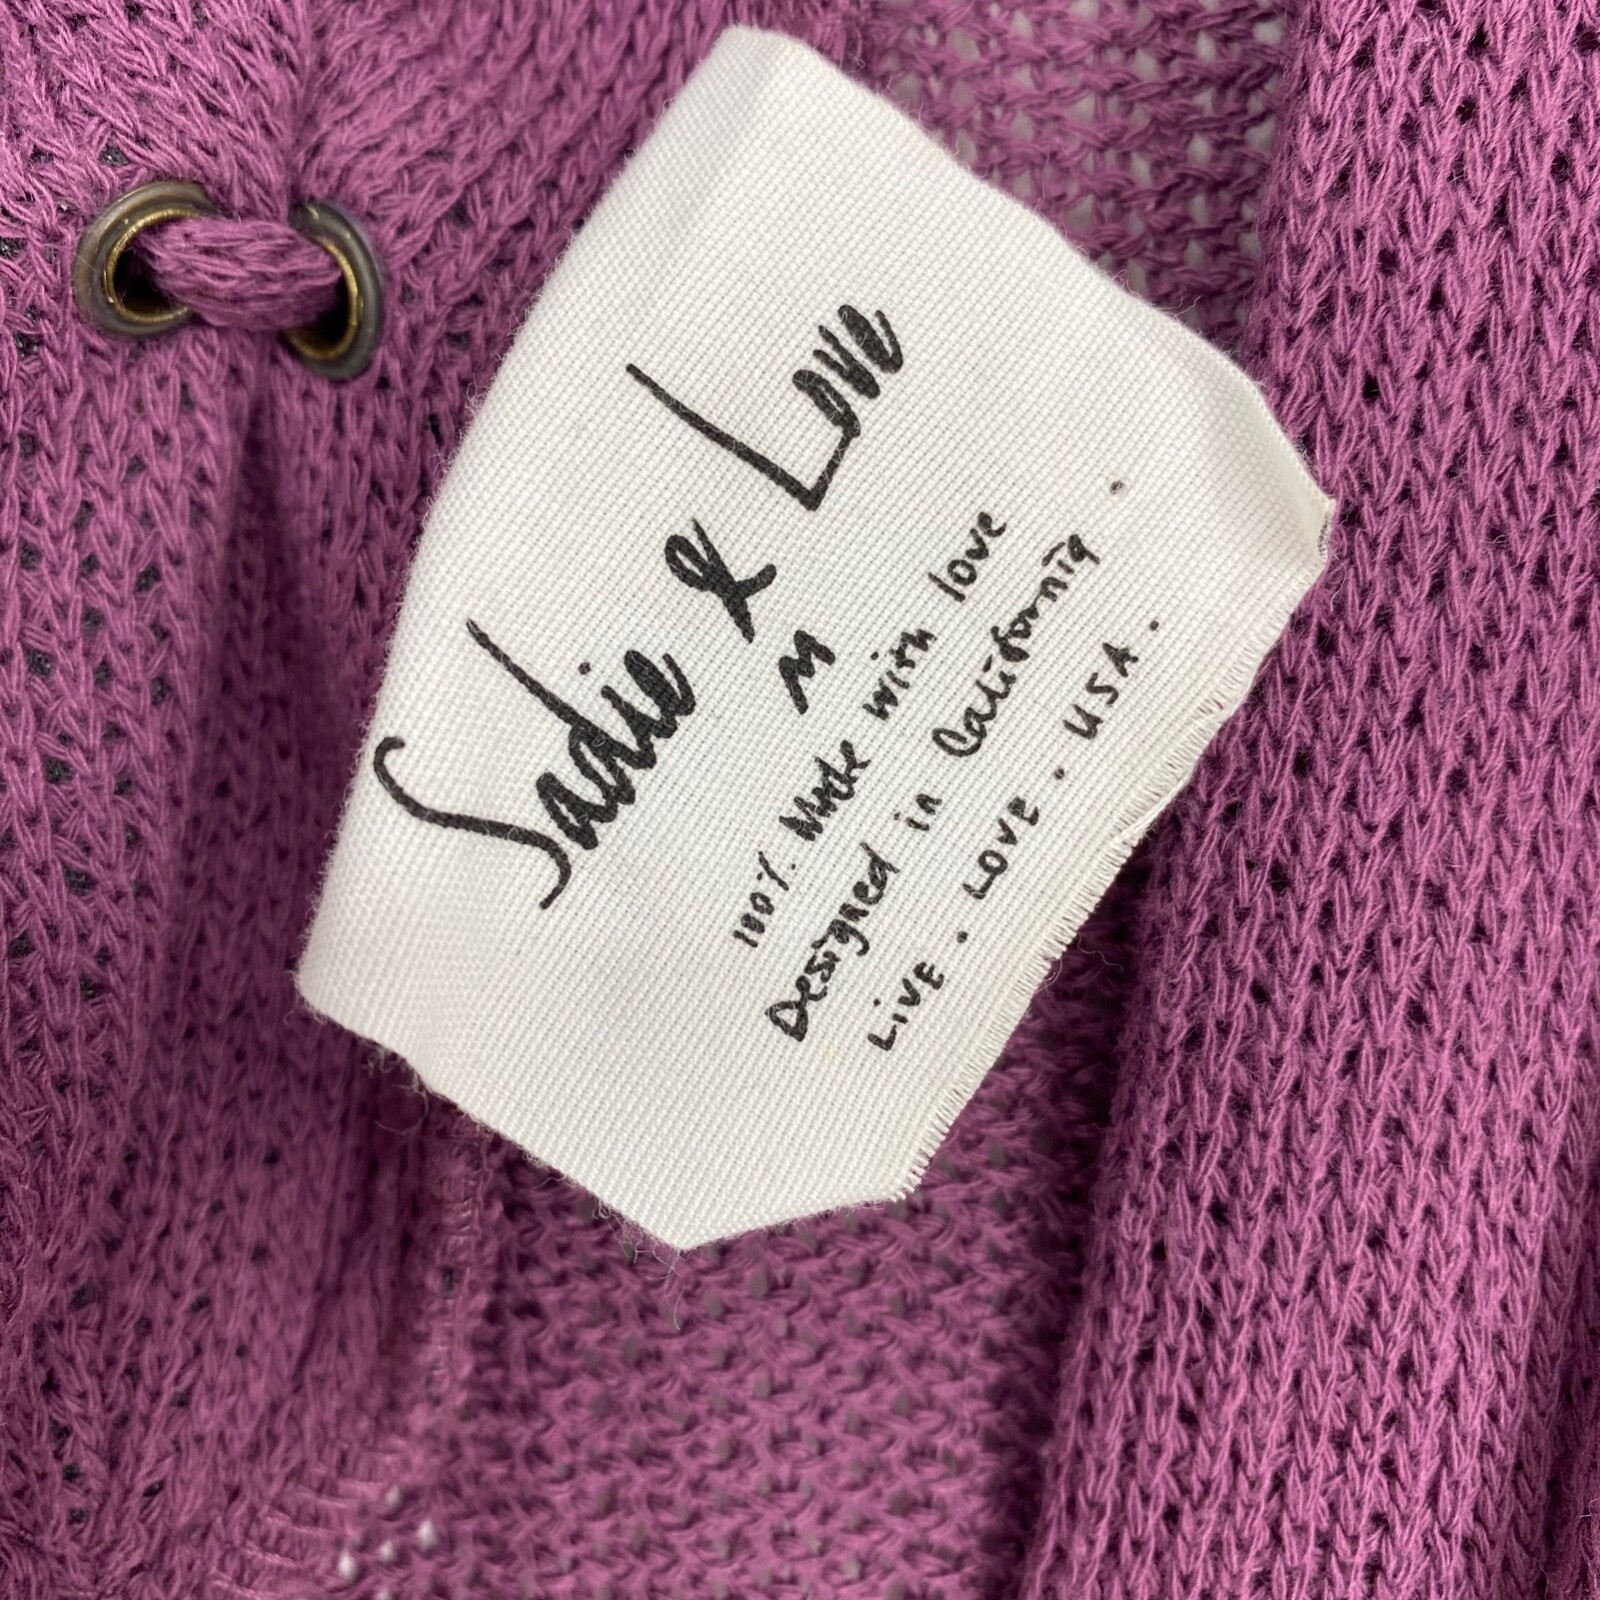 Sadie & Love
M
100% Made with love
Designed in California .
LIVE . LOVE . USA .